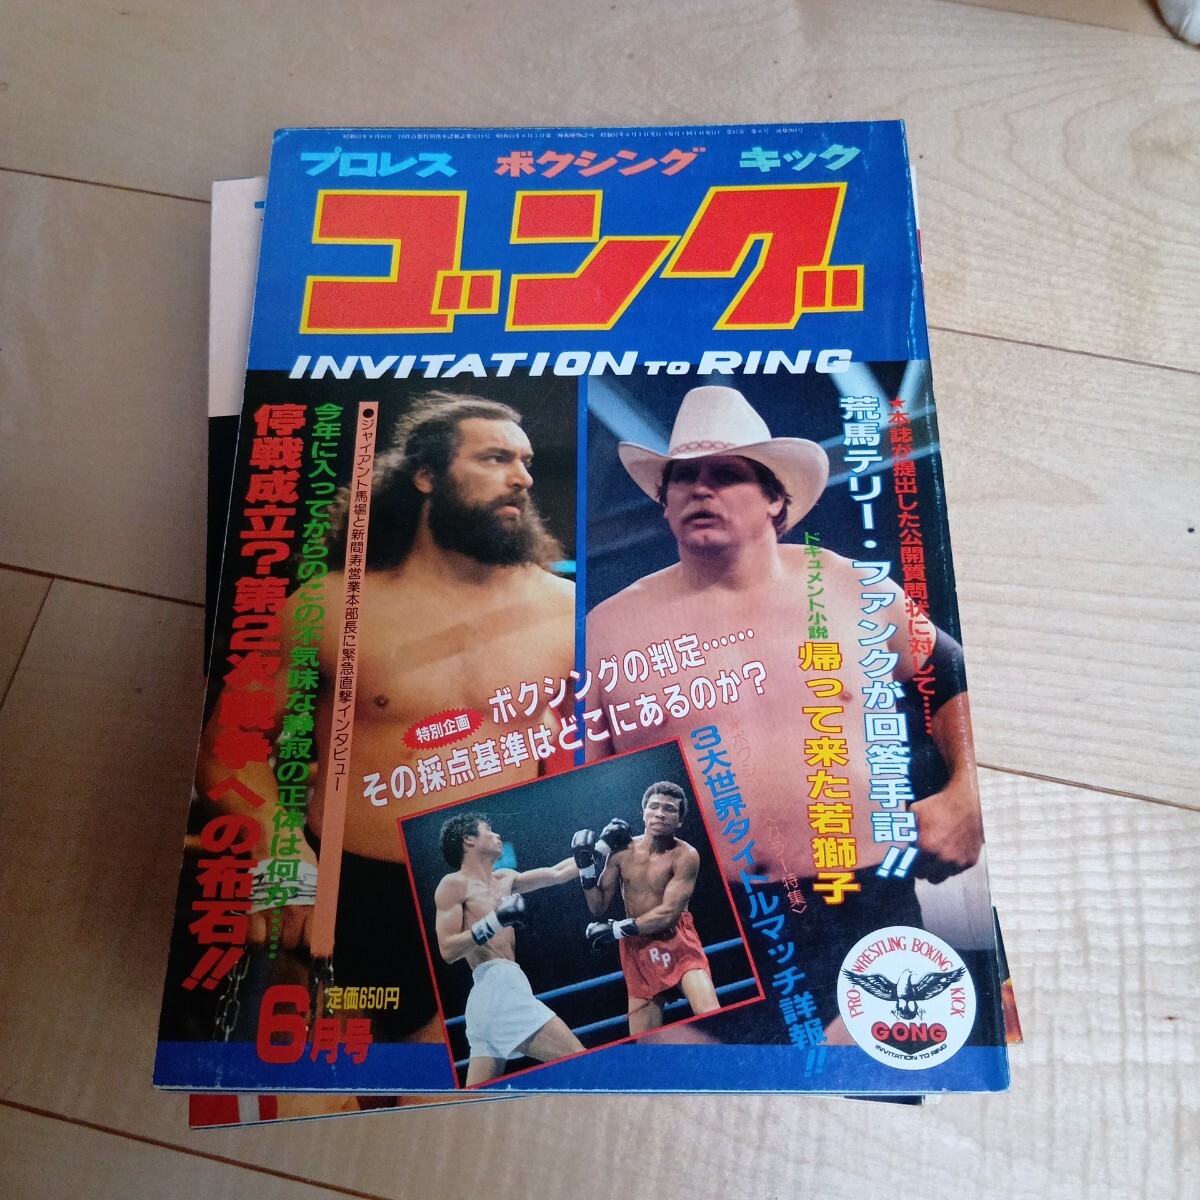 プロレス ボクシング キック
ゴング
INVITATION TO RING
★本誌が提出した公開質問状に対して……
荒馬テリー・ファンクが回答手記!!
ドキュメント小説
帰って来た若獅子
●ジャイアント馬場と新間寿営業本部長に緊急直撃インタビュー
今年に入ってからのこの不気味な静寂の正体は何か……
停戦成立?第2次戦争への布石!!
特別企画
ボクシングの判定……
その採点基準はどこにあるのか?
3大世界タイトルマッチ詳報!!
RP
定価650円
6月号
PRO WRESTLING BOXING KICK
GONG
INVITATION TO RING